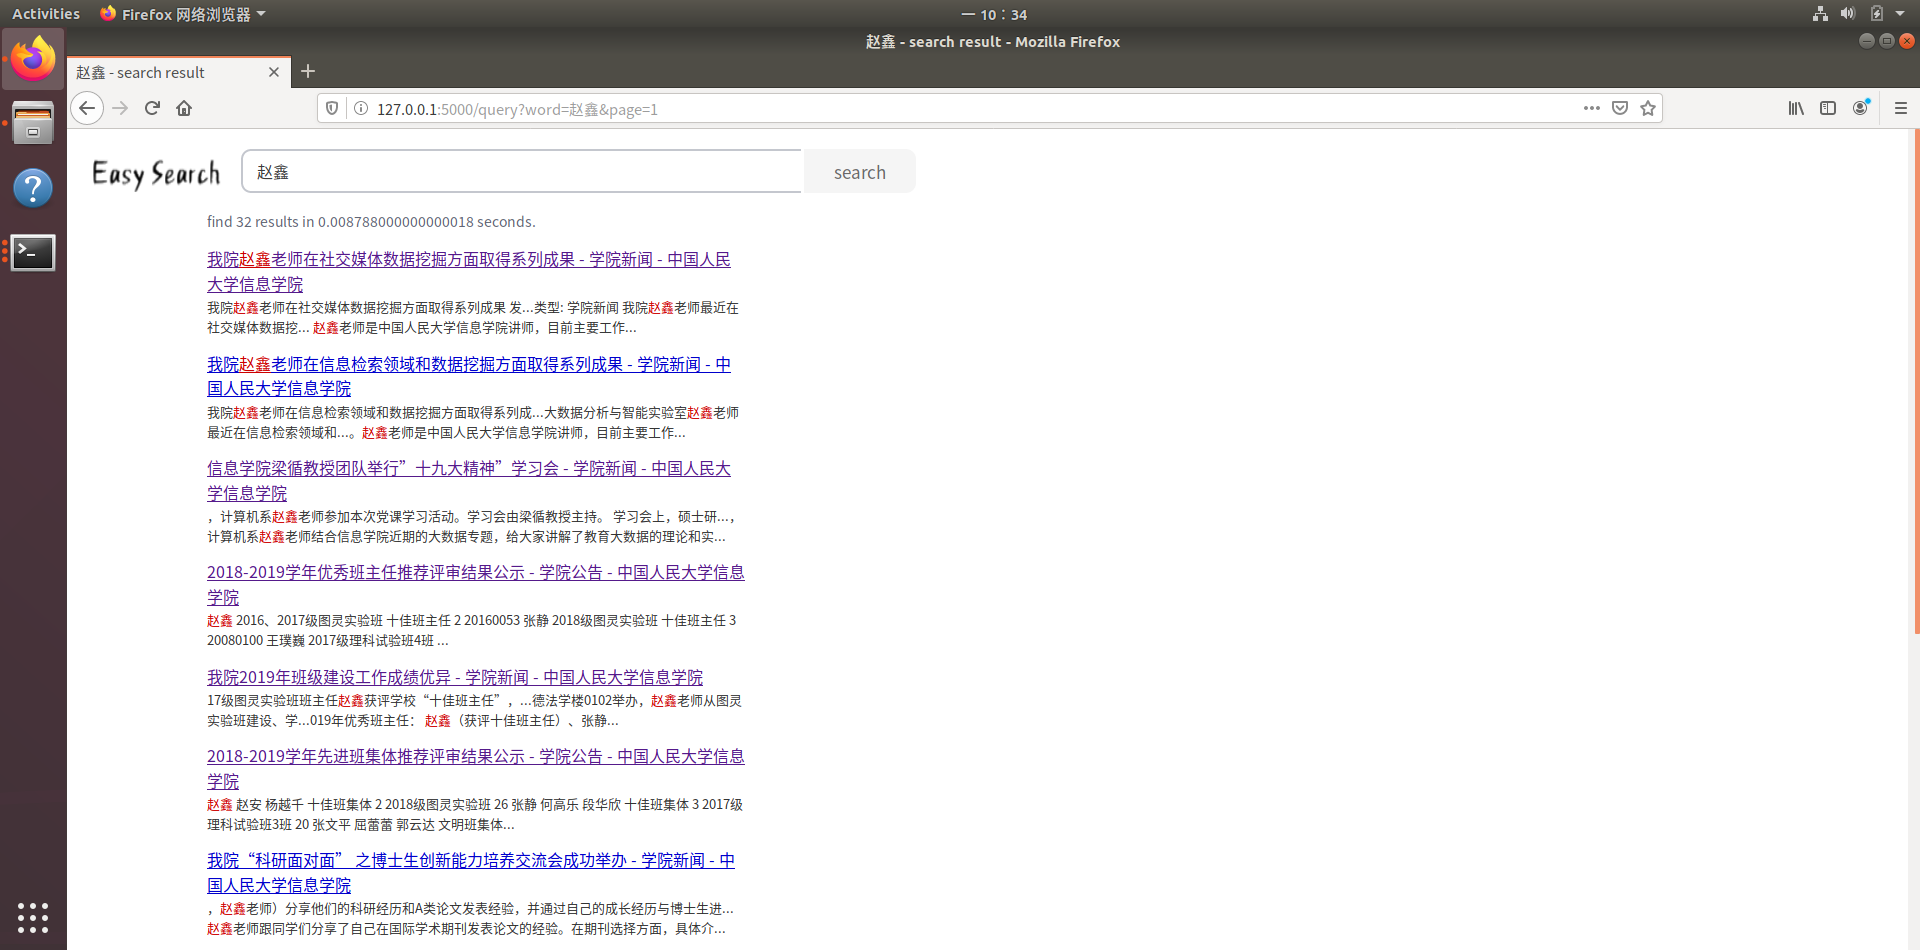 Activities
Firefox 网络浏览器
一 10：34
赵鑫 - search result - Mozilla Firefox
赵鑫 - search result
127.0.0.1:5000/query?word=赵鑫&page=1
Easy Search
赵鑫
search
find 32 results in 0.008788000000000018 seconds.
我院赵鑫老师在社交媒体数据挖掘方面取得系列成果 - 学院新闻 - 中国人民
大学信息学院
我院赵鑫老师在社交媒体数据挖掘方面取得系列成果 发...类型: 学院新闻 我院赵鑫老师最近在
社交媒体数据挖... 赵鑫老师是中国人民大学信息学院讲师，目前主要工作...
我院赵鑫老师在信息检索领域和数据挖掘方面取得系列成果 - 学院新闻 - 中
国人民大学信息学院
我院赵鑫老师在信息检索领域和数据挖掘方面取得系列成...大数据分析与智能实验室赵鑫老师
最近在信息检索领域和...。赵鑫老师是中国人民大学信息学院讲师，目前主要工作...
信息学院梁循教授团队举行”十九大精神”学习会 - 学院新闻 - 中国人民大
学信息学院
，计算机系赵鑫老师参加本次党课学习活动。学习会由梁循教授主持。 学习会上，硕士研...，
计算机系赵鑫老师结合信息学院近期的大数据专题，给大家讲解了教育大数据的理论和实...
2018-2019学年优秀班主任推荐评审结果公示 - 学院公告 - 中国人民大学信息
学院
赵鑫 2016、2017级图灵实验班 十佳班主任 2 20160053 张静 2018级图灵实验班 十佳班主任 3
20080100 王璞巍 2017级理科试验班4班 ...
我院2019年班级建设工作成绩优异 - 学院新闻 - 中国人民大学信息学院
17级图灵实验班班主任赵鑫获评学校“十佳班主任”，...德法学楼0102举办，赵鑫老师从图灵
实验班建设、学...019年优秀班主任： 赵鑫（获评十佳班主任）、张静...
2018-2019学年先进班集体推荐评审结果公示 - 学院公告 - 中国人民大学信息
学院
赵鑫 赵安 杨越千 十佳班集体 2 2018级图灵实验班 26 张静 何高乐 段华欣 十佳班集体 3 2017级
理科试验班3班 20 张文平 屈蕾蕾 郭云达 文明班集体...
我院“科研面对面” 之博士生创新能力培养交流会成功举办 - 学院新闻 - 中
国人民大学信息学院
，赵鑫老师）分享他们的科研经历和A类论文发表经验，并通过自己的成长经历与博士生进...
赵鑫老师跟同学们分享了自己在国际学术期刊发表论文的经验。在期刊选择方面，具体介...